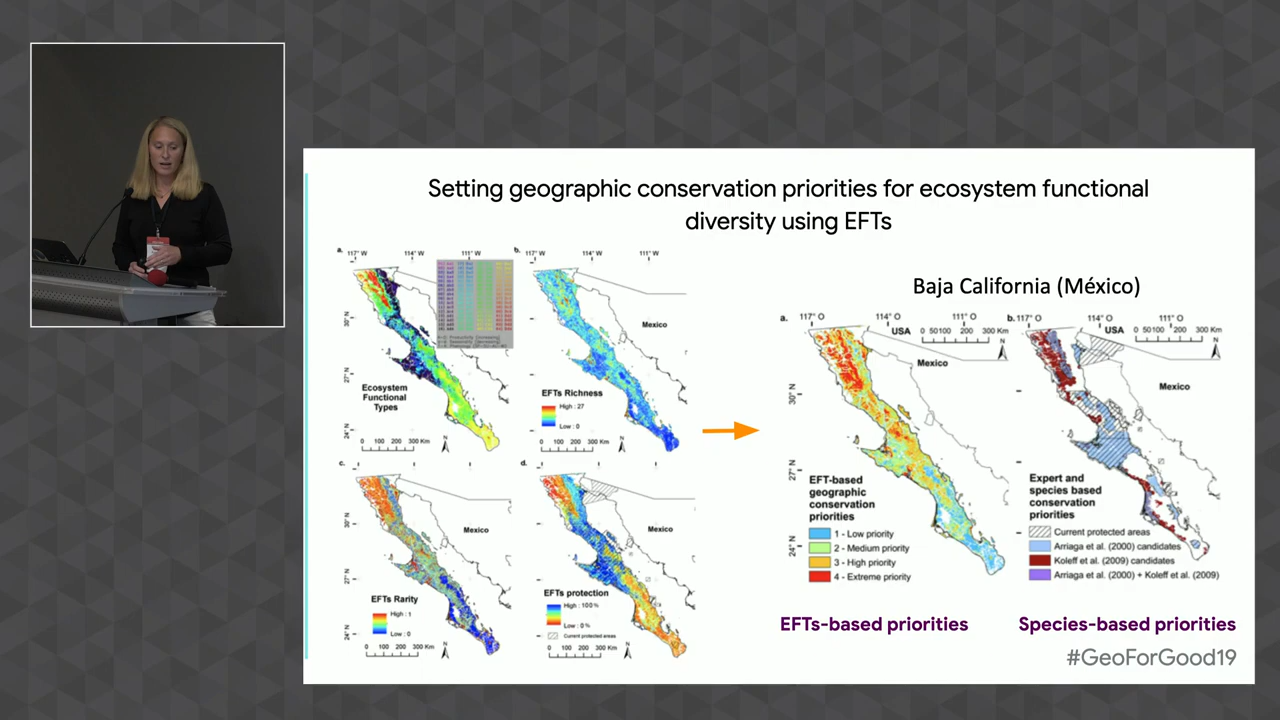 Setting geographic conservation priorities for ecosystem functional
diversity using EFTs
a.
117° W
114° W
111° W
30° N
27° N
24° N
Ecosystem
Functional
Types
0 100 200 300 Km
N
b.
117° W
114° W
111° W
Mexico
EFTs Richness
High : 27
Low : 0
0 100 200 300 Km
N
c.
30° N
27° N
24° N
Mexico
EFTs Rarity
High : 1
Low : 0
0 100 200 300 Km
N
d.
Mexico
EFTs protection
High : 100%
Low : 0%
Current protected areas
0 100 200 300 Km
N
Baja California (México)
a.
117° O
114° O
111° O
USA
0 50100 200 300 Km
N
Mexico
30° N
27° N
24° N
EFT-based
geographic
conservation
priorities
1 - Low priority
2 - Medium priority
3 - High priority
4 - Extreme priority
b.
117° O
114° O
111° O
USA
0 50100 200 300 Km
N
Mexico
Expert and
species based
conservation
priorities
Current protected areas
Arriaga et al. (2000) candidates
Koleff et al. (2009) candidates
Arriaga et al. (2000) + Koleff et al. (2009)
EFTs-based priorities
Species-based priorities
#GeoForGood19